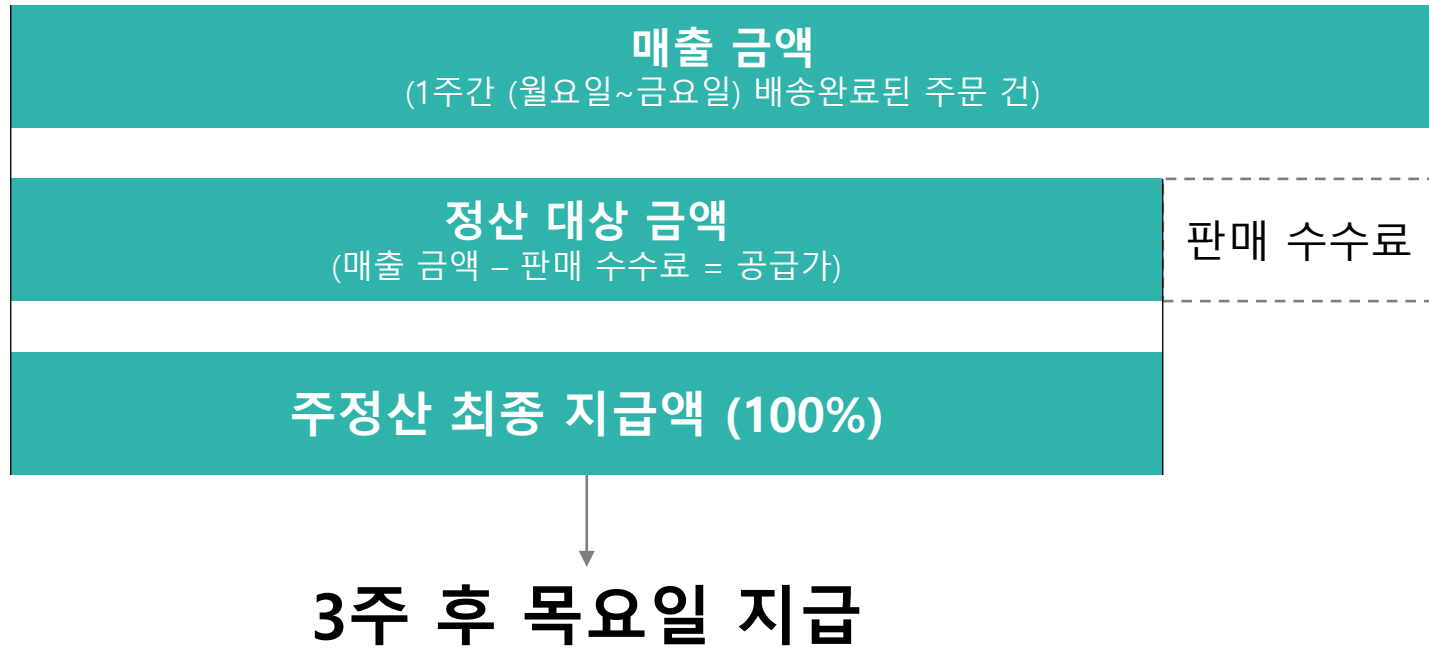 매출 금액
(1주간 (월요일~금요일) 배송완료된 주문 건)
정산 대상 금액
(매출 금액 – 판매 수수료 = 공급가)
판매 수수료
주정산 최종 지급액 (100%)
3주 후 목요일 지급